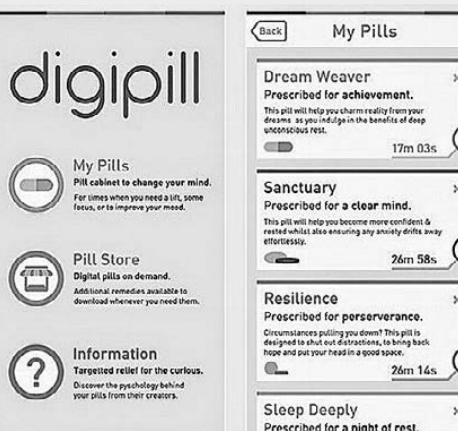 digipill
My Pills
Pill cabinet to change your mind.
For times when you need a lift, some
focus, or to improve your mood.
Pill Store
Digital pills on demand.
Additional remedies available to
download whenever you need them.
?
Information
Targetted relief for the curious.
Discover the pyschology behind
your pills from their creators.
Back
My Pills
Dream Weaver
Prescribed for achievement.
This pill will help you charm reality from your
dreams as you indulge in the benefits of deep
unconscious rest.
17m 03s
Sanctuary
Prescribed for a clear mind.
This pill will help you become more confident &
rested whilst also ensuring any anxiety drifts away
effortlessly.
26m 58s
Resilience
Prescribed for perserverance.
Circumstances pulling you down? This pill is
designed to shut out distractions, to bring back
hope and put your head in a good space.
26m 14s
Sleep Deeply
Prescribed for a night of rest.